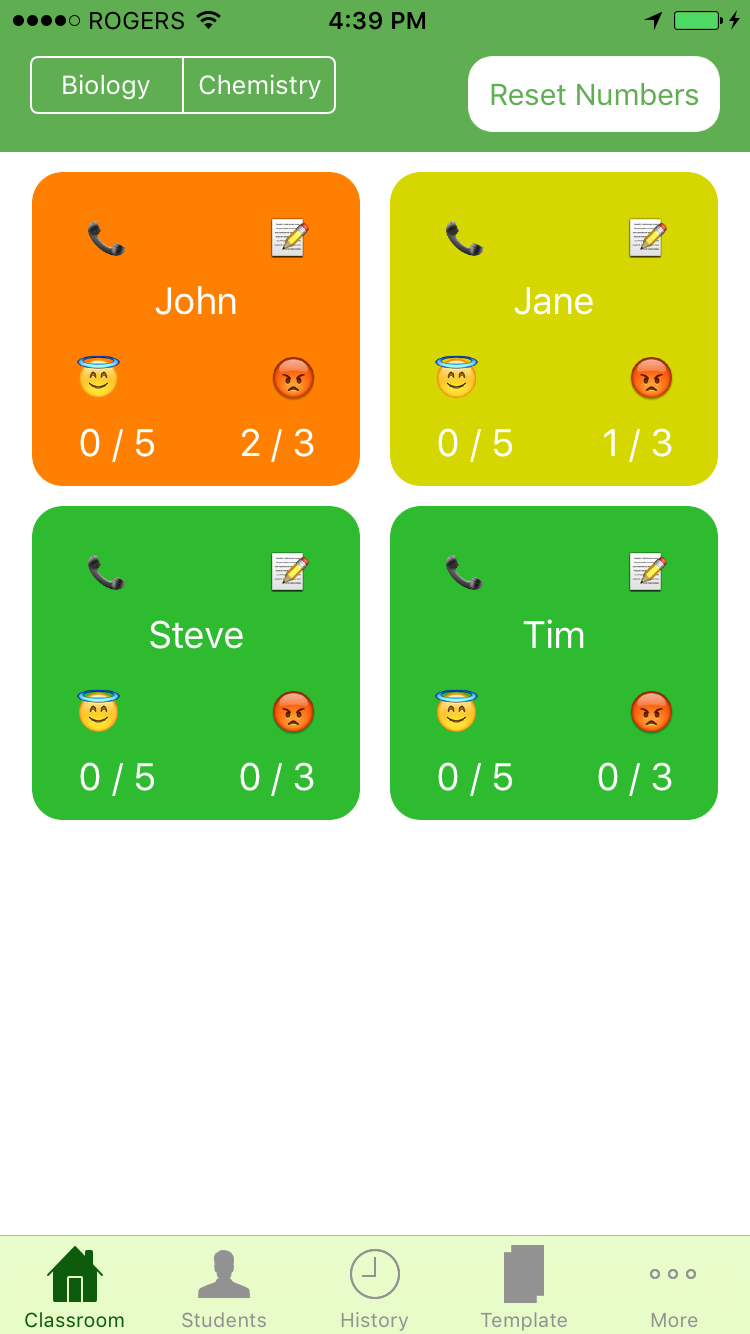 ROGERS 4:39 PM
Biology Chemistry Reset Numbers
John Jane
0 / 5 2 / 3 0 / 5 1 / 3
Steve Tim
0 / 5 0 / 3 0 / 5 0 / 3
Classroom Students History Template More